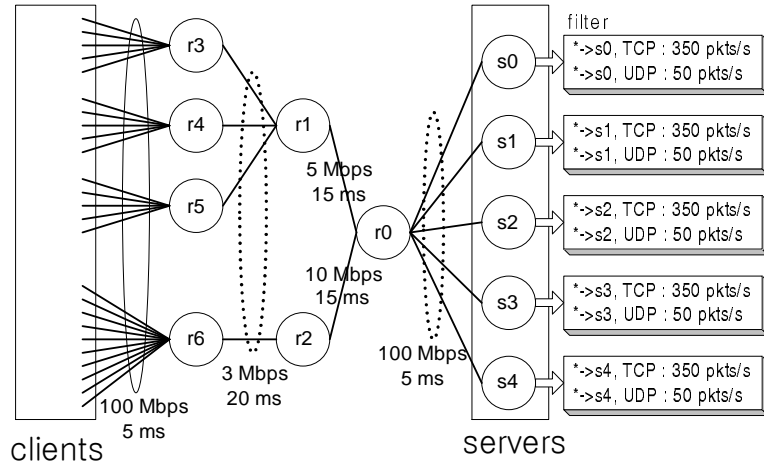 filter
r3
s0
*->s0, TCP : 350 pkts/s
*->s0, UDP : 50 pkts/s
r4
r1
s1
*->s1, TCP : 350 pkts/s
*->s1, UDP : 50 pkts/s
5 Mbps
15 ms
r5
r0
s2
*->s2, TCP : 350 pkts/s
*->s2, UDP : 50 pkts/s
10 Mbps
15 ms
s3
*->s3, TCP : 350 pkts/s
*->s3, UDP : 50 pkts/s
r6
r2
100 Mbps
5 ms
3 Mbps
20 ms
s4
*->s4, TCP : 350 pkts/s
*->s4, UDP : 50 pkts/s
100 Mbps
5 ms
clients
servers